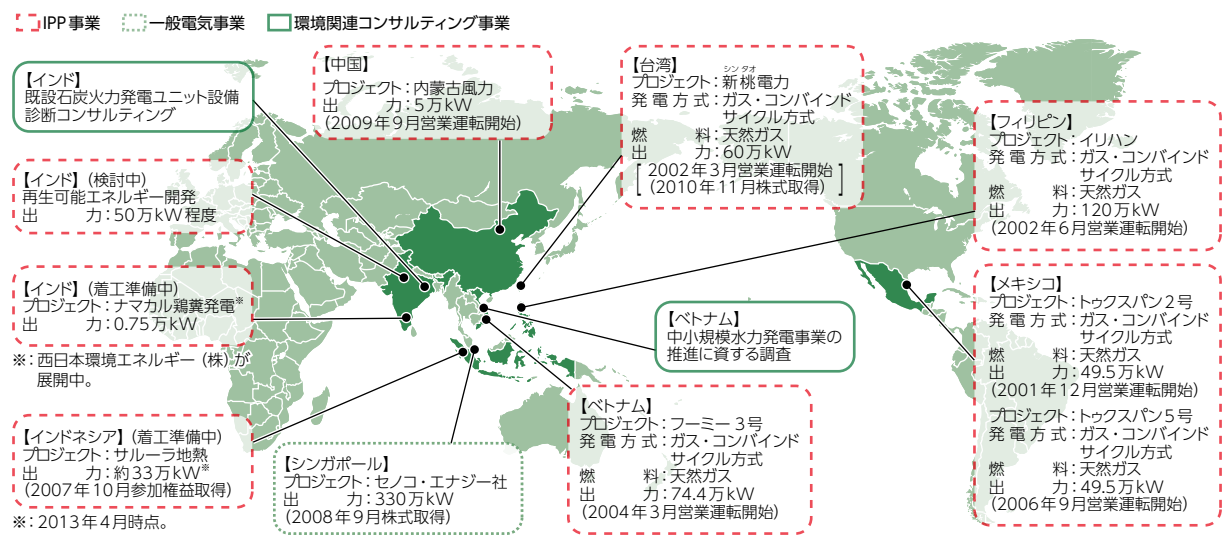 IPP事業 一般電気事業 環境関連コンサルティング事業
【インド】
既設石炭火力発電ユニット設備
診断コンサルティング
【インド】(検討中)
再生可能エネルギー開発
出力:50万kW程度
【インド】(着工準備中)
プロジェクト:ナマカル鶏糞発電※
出力:0.75万kW
※:西日本環境エネルギー(株)が
展開中。
【インドネシア】(着工準備中)
プロジェクト:サルーラ地熱
出力:約33万kW※
(2007年10月参加権益取得)
※:2013年4月時点。
【中国】
プロジェクト:内蒙古風力
出力:5万kW
(2009年9月営業運転開始)
【シンガポール】
プロジェクト:セノコ・エナジー社
出力:330万kW
(2008年9月株式取得)
【台湾】
シンタオ
プロジェクト:新桃電力
発電方式:ガス・コンバインド
サイクル方式
燃料:天然ガス
出力:60万kW
[2002年3月営業運転開始
(2010年11月株式取得)]
【ベトナム】
中小規模水力発電事業の
推進に資する調査
【ベトナム】
プロジェクト:フーミー3号
発電方式:ガス・コンバインド
サイクル方式
燃料:天然ガス
出力:74.4万kW
(2004年3月営業運転開始)
【フィリピン】
プロジェクト:イリハン
発電方式:ガス・コンバインド
サイクル方式
燃料:天然ガス
出力:120万kW
(2002年6月営業運転開始)
【メキシコ】
プロジェクト:トゥクスパン2号
発電方式:ガス・コンバインド
サイクル方式
燃料:天然ガス
出力:49.5万kW
(2001年12月営業運転開始)
プロジェクト:トゥクスパン5号
発電方式:ガス・コンバインド
サイクル方式
燃料:天然ガス
出力:49.5万kW
(2006年9月営業運転開始)